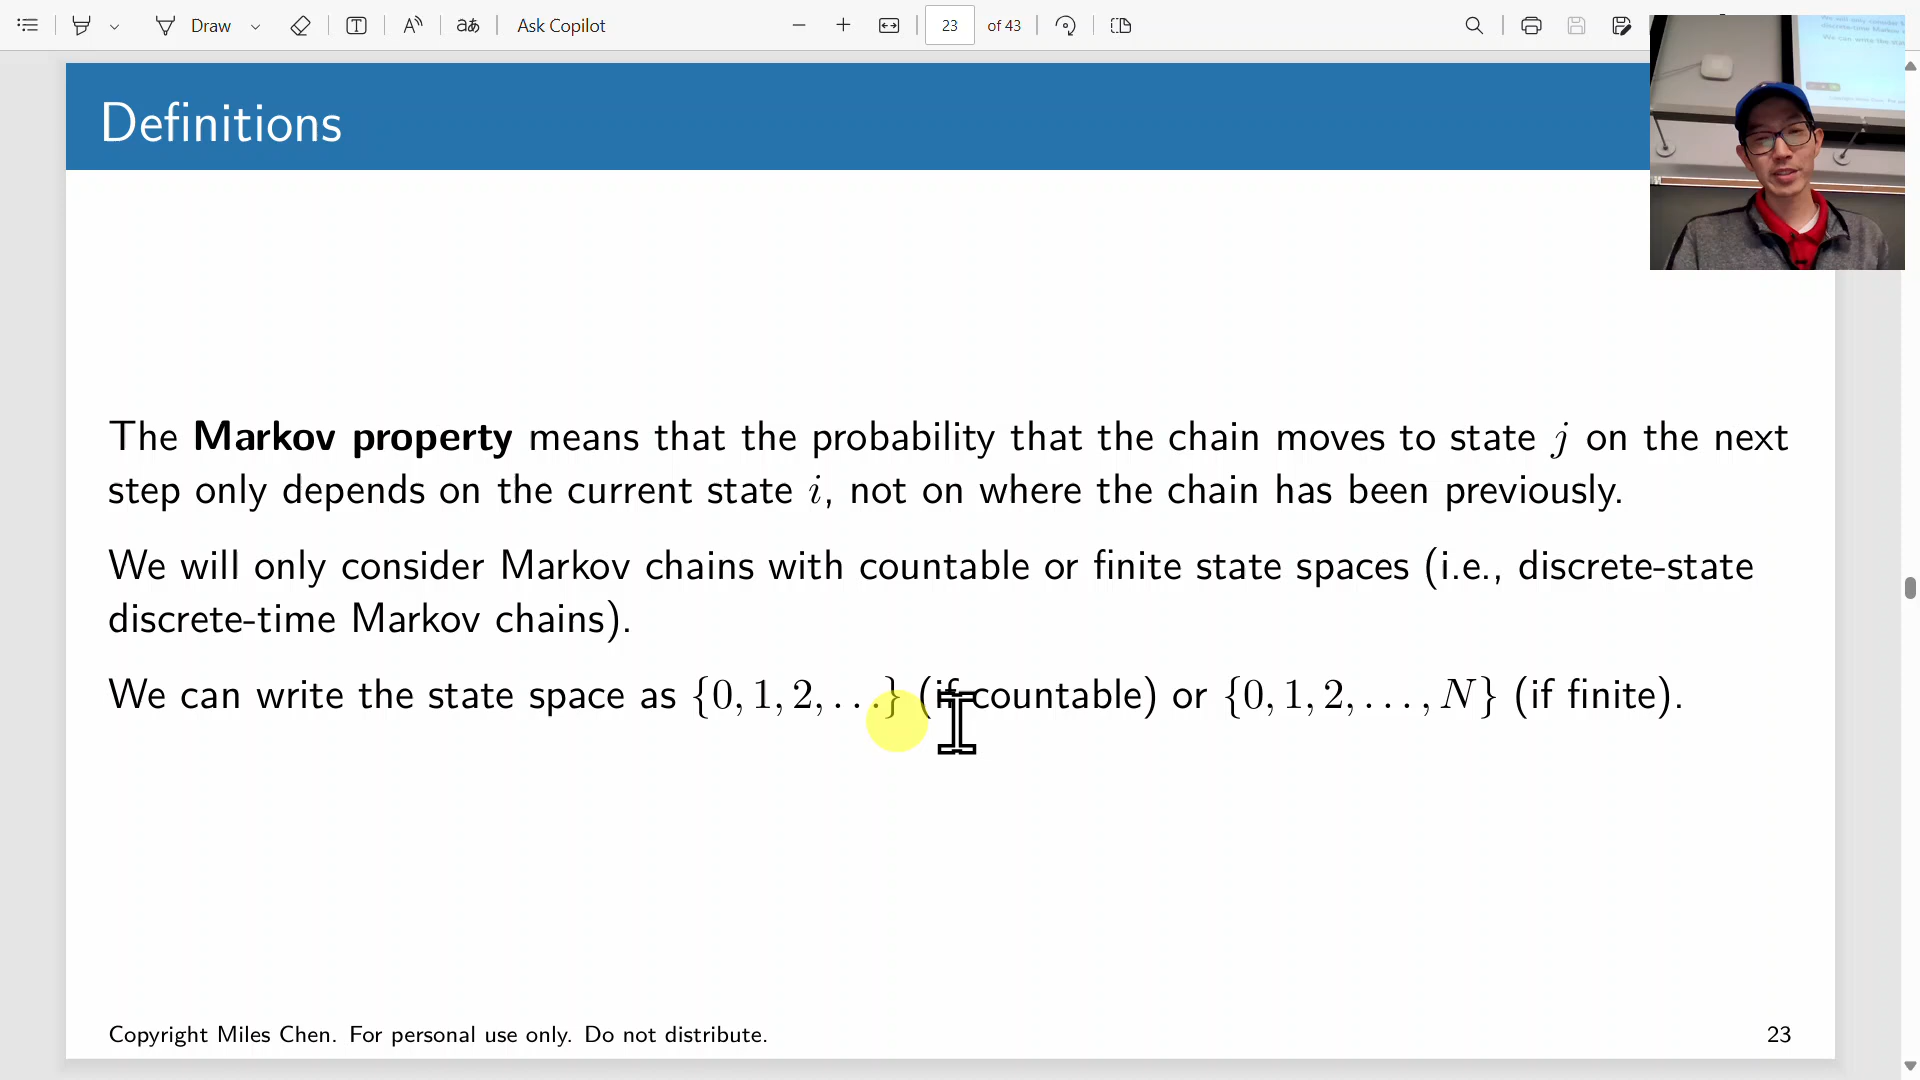 Draw
Ask Copilot
23
of 43
Definitions
The Markov property means that the probability that the chain moves to state j on the next
step only depends on the current state i, not on where the chain has been previously.
We will only consider Markov chains with countable or finite state spaces (i.e., discrete-state
discrete-time Markov chains).
We can write the state space as {0, 1, 2, . . .} (if countable) or {0, 1, 2, . . . , N} (if finite).
Copyright Miles Chen. For personal use only. Do not distribute.
23